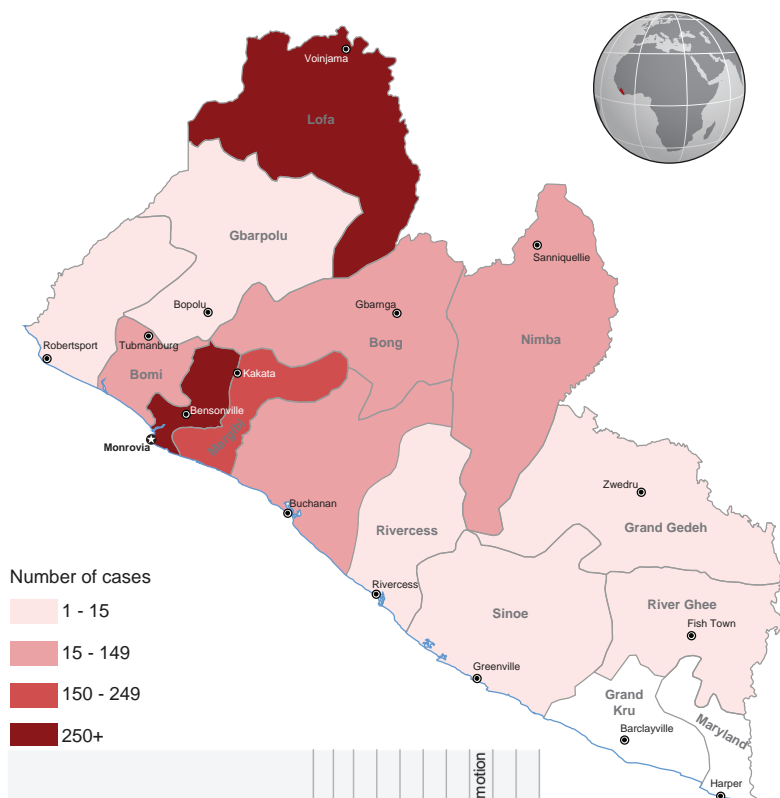 Voinjama
Lofa
Gbarpolu
Sanniquellie
Bopolu
Gbarnga
Tubmanburg
Robertsport
Bong
Nimba
Bomi
Kakata
Bensonville
Margibi
Monrovia
Zwedru
Buchanan
Grand Gedeh
Rivercess
Number of cases
Rivercess
1 - 15
Sinoe
River Ghee
Fish Town
15 - 149
Greenville
150 - 249
Grand
Kru
Maryland
250+
Barclayville
motion
Harper